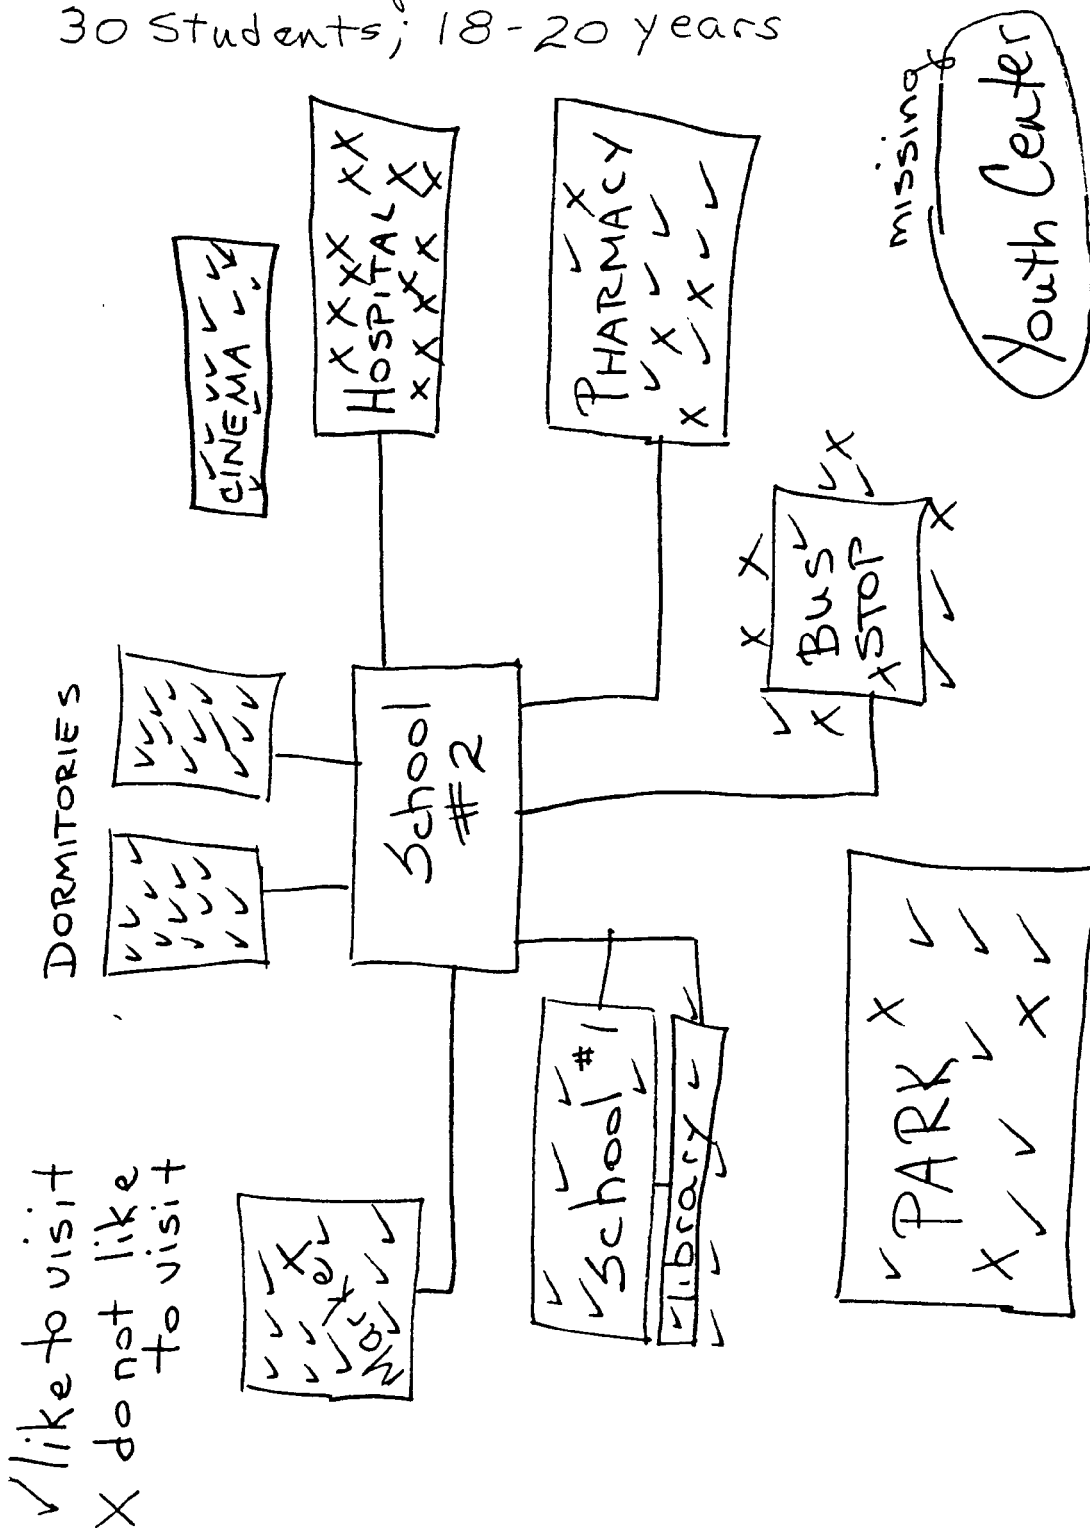 30 Students; 18-20 years
✓ like to visit
X do not like
to visit
DORMITORIES
CINEMA
HOSPITAL
PHARMACY
School
#2
BUS
STOP
Market
School #1
library
PARK
missing
Youth Center